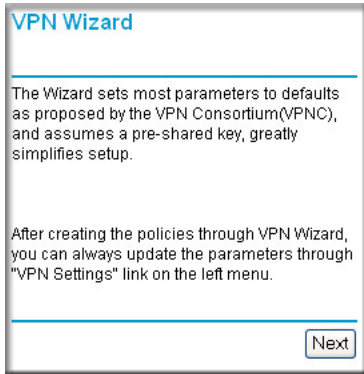 VPN Wizard
The Wizard sets most parameters to defaults
as proposed by the VPN Consortium(VPNC),
and assumes a pre-shared key, greatly
simplifies setup.
After creating the policies through VPN Wizard,
you can always update the parameters through
"VPN Settings" link on the left menu.
Next